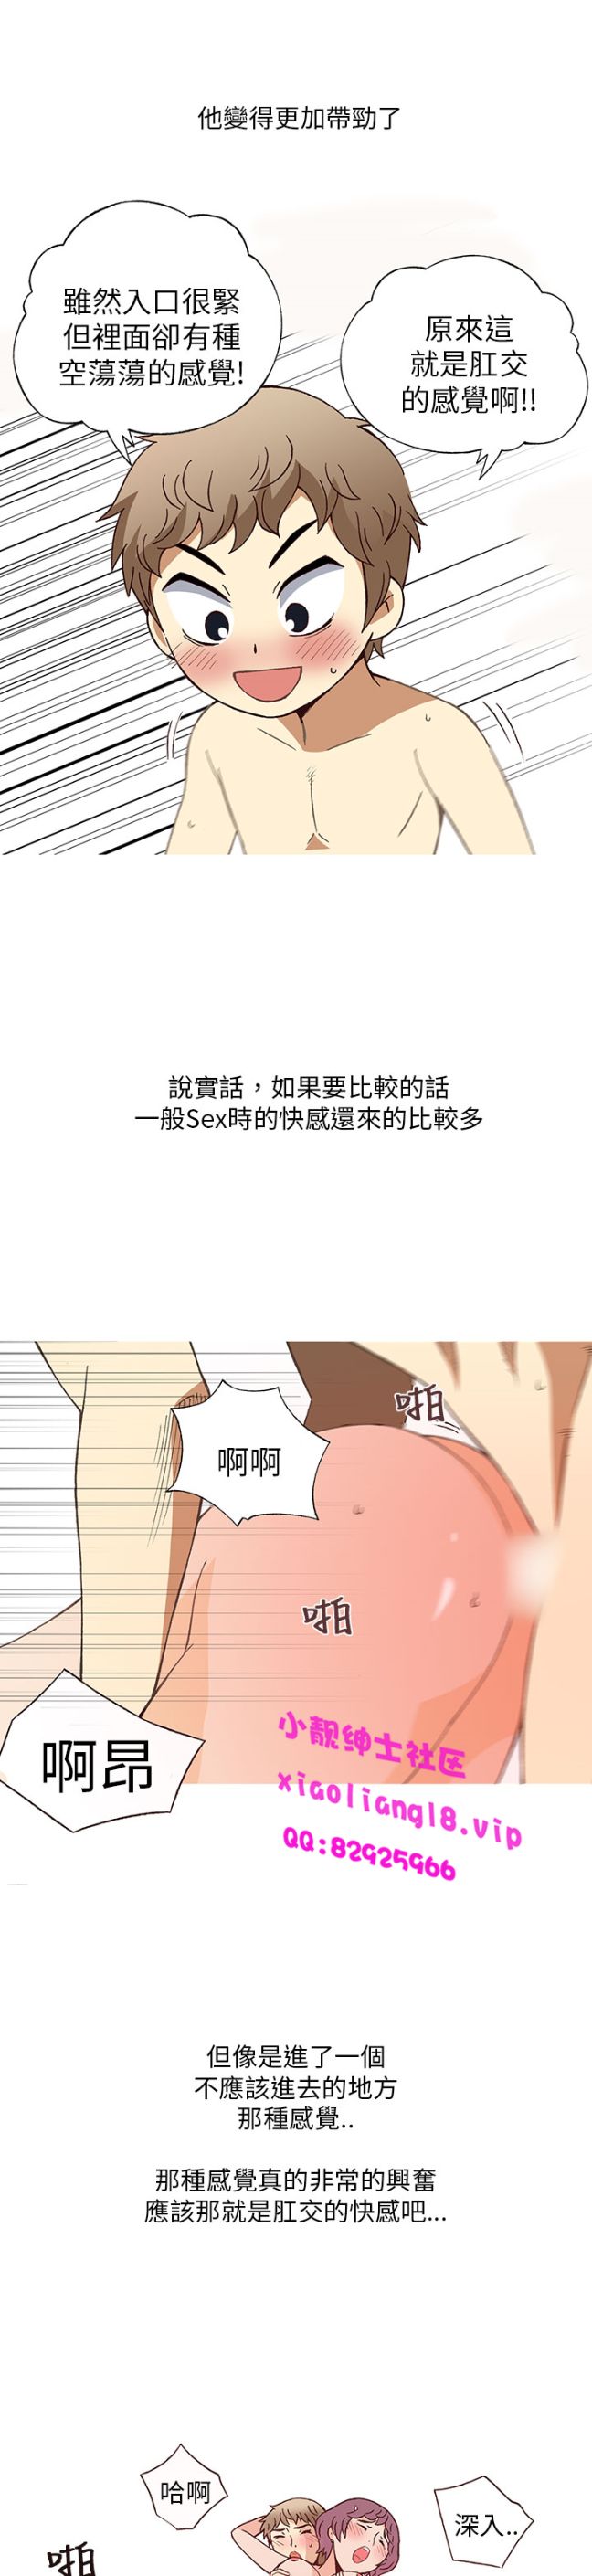 他變得更加帶勁了
雖然入口很緊
但裡面卻有種
空蕩蕩的感覺!
原來這
就是肛交
的感覺啊!!
說實話，如果要比較的話
一般Sex時的快感還來的比較多
啪
啊啊
啪
啊昂
小靓绅士社区
xiaoliang18.vip
QQ:82925966
但像是進了一個
不應該進去的地方
那種感覺..
那種感覺真的非常的興奮
應該那就是肛交的快感吧...
哈啊
深入..
啪